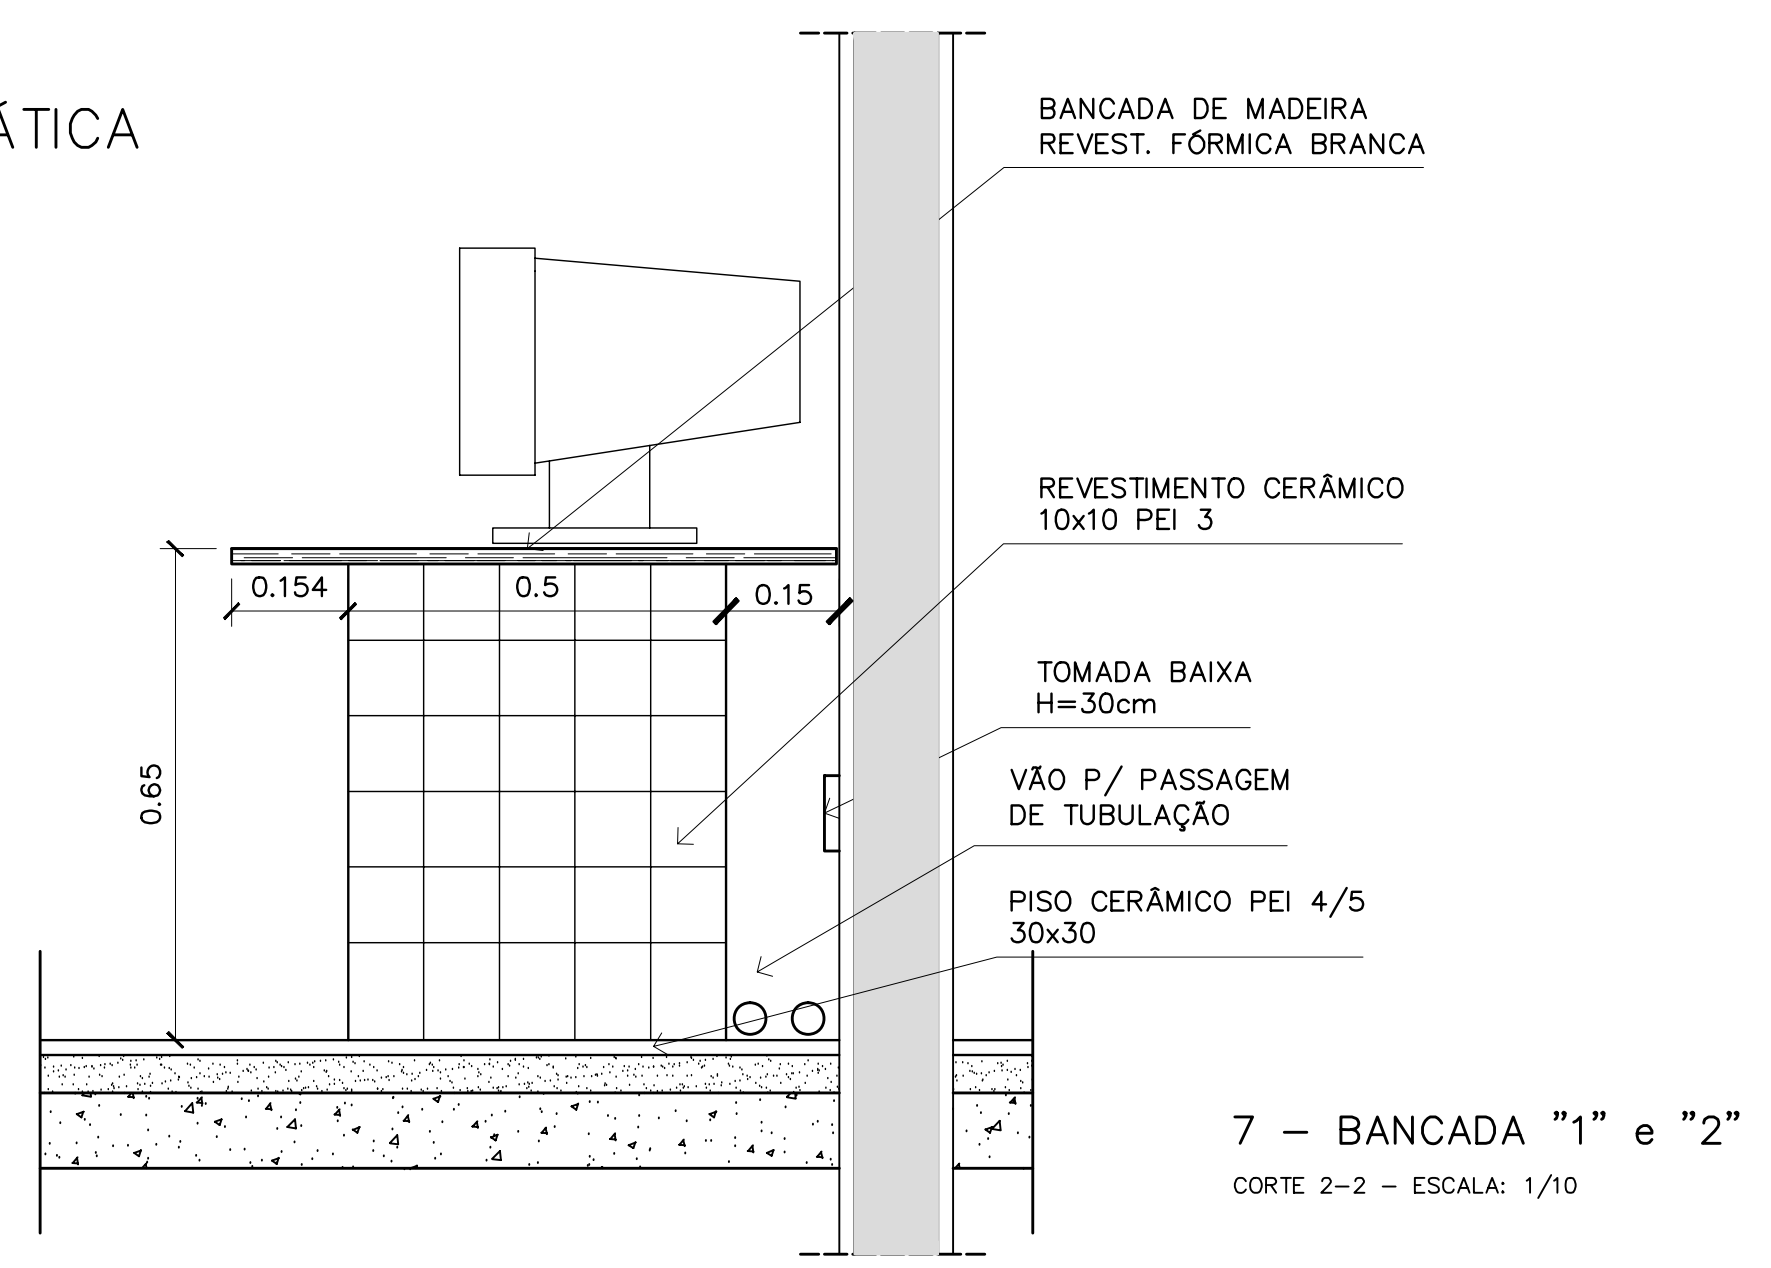 ÁTICA
BANCADA DE MADEIRA
REVEST. FÓRMICA BRANCA
REVESTIMENTO CERÂMICO
10x10 PEI 3
0.154
0.5
0.15
TOMADA BAIXA
H=30cm
0.65
VÃO P/ PASSAGEM
DE TUBULAÇÃO
PISO CERÂMICO PEI 4/5
30x30
7 – BANCADA "1" e "2"
CORTE 2–2 – ESCALA: 1/10